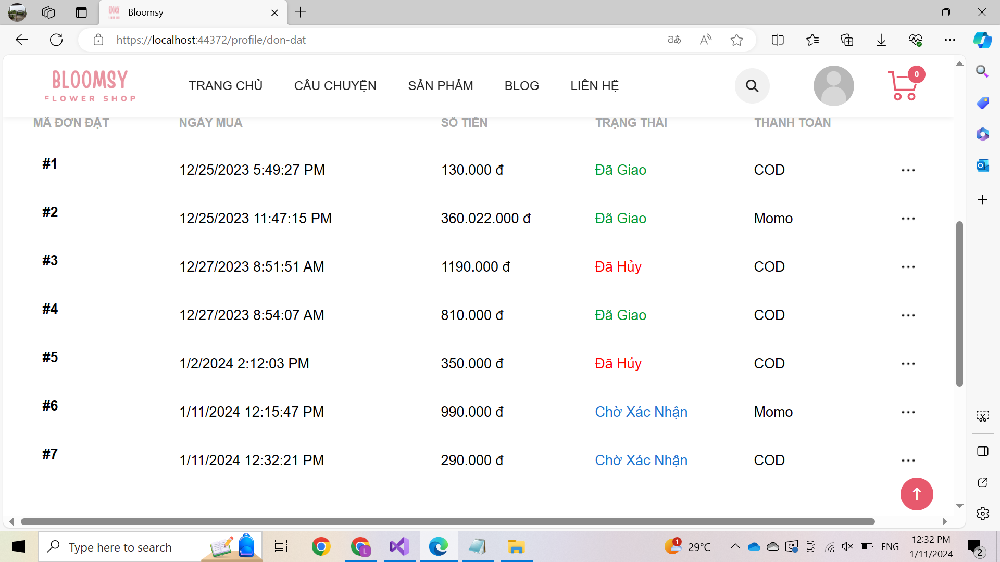 Bloomsy
https://localhost:44372/profile/don-dat
BLOOMSY
FLOWER SHOP
TRANG CHỦ
CÂU CHUYỆN
SẢN PHẨM
BLOG
LIÊN HỆ
0
MÃ ĐƠN ĐẶT
NGÀY MUA
SỐ TIỀN
TRẠNG THÁI
THANH TOÁN
#1 12/25/2023 5:49:27 PM 130.000 đ Đã Giao COD
#2 12/25/2023 11:47:15 PM 360.022.000 đ Đã Giao Momo
#3 12/27/2023 8:51:51 AM 1190.000 đ Đã Hủy COD
#4 12/27/2023 8:54:07 AM 810.000 đ Đã Giao COD
#5 1/2/2024 2:12:03 PM 350.000 đ Đã Hủy COD
#6 1/11/2024 12:15:47 PM 990.000 đ Chờ Xác Nhận Momo
#7 1/11/2024 12:32:21 PM 290.000 đ Chờ Xác Nhận COD
Type here to search
L
1
29°C
ENG
12:32 PM
1/11/2024
2